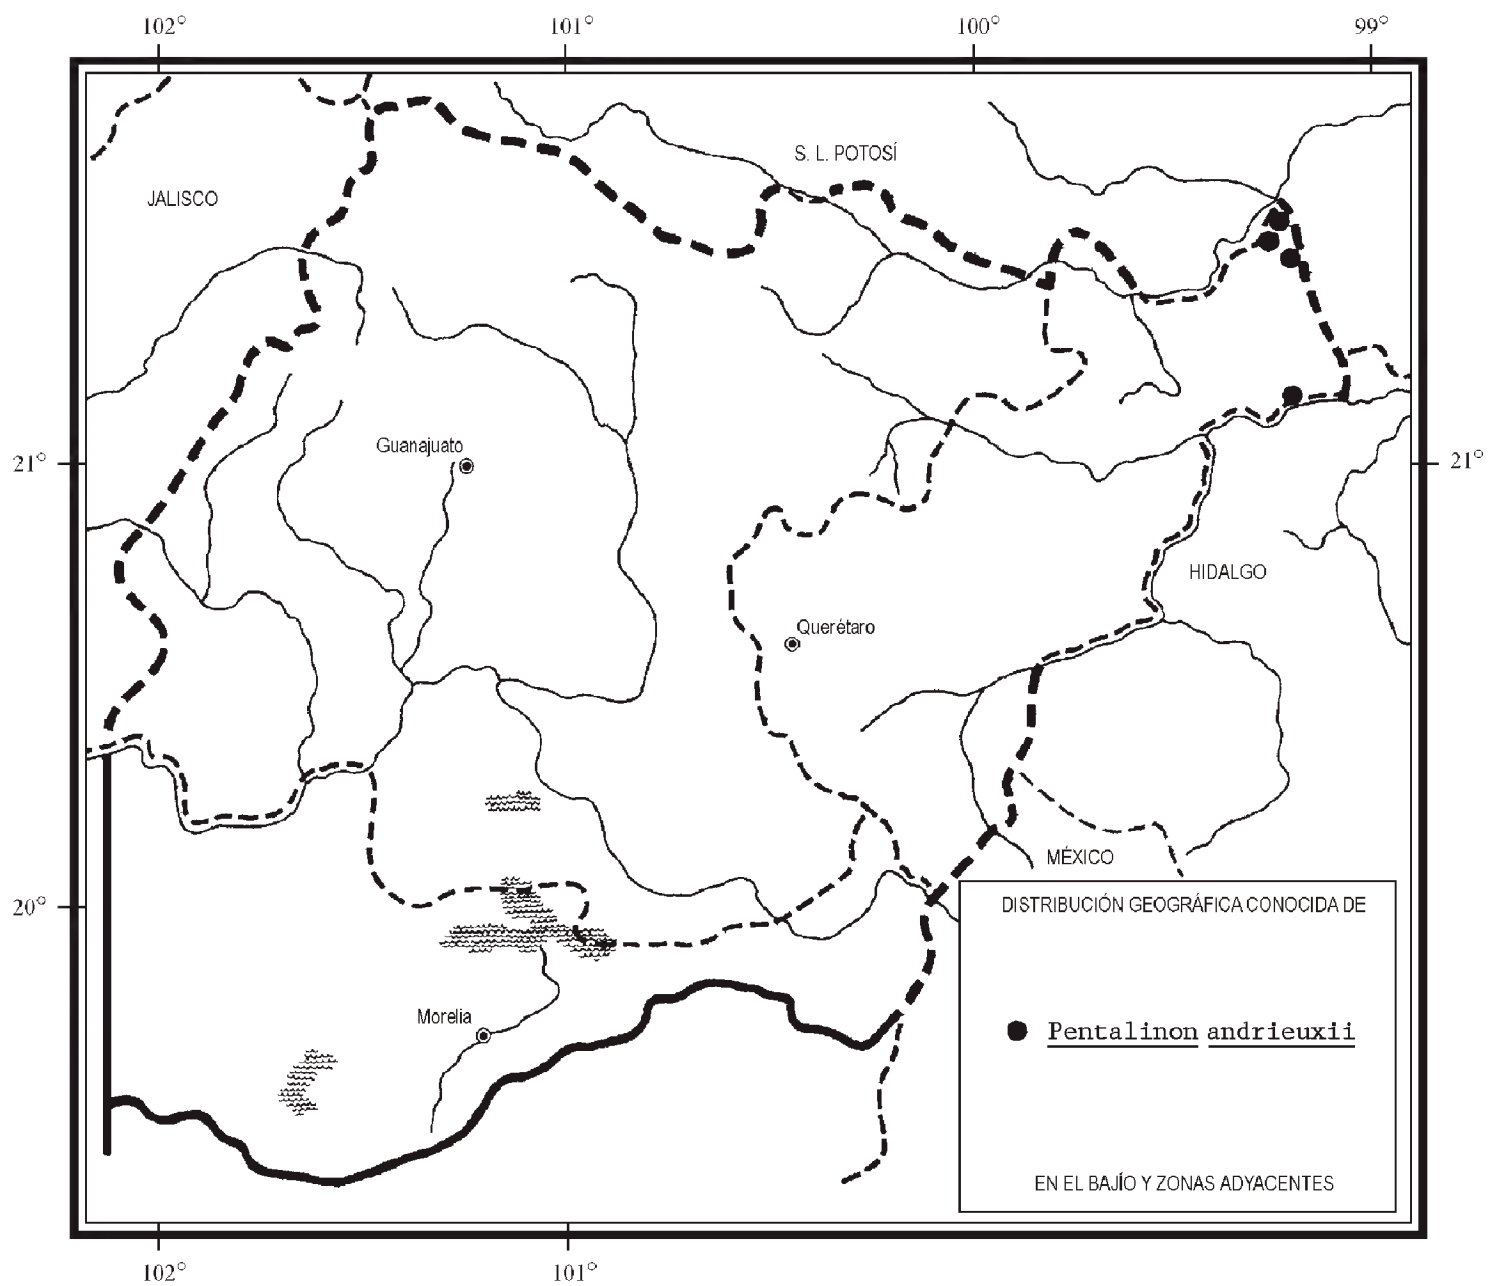 102° 101° 100° 99°
S. L. POTOSÍ
JALISCO
Guanajuato
21° 21°
HIDALGO
Querétaro
MÉXICO
20°
DISTRIBUCIÓN GEOGRÁFICA CONOCIDA DE
Pentalinon andrieuxii
Morelia
EN EL BAJÍO Y ZONAS ADYACENTES
102° 101°